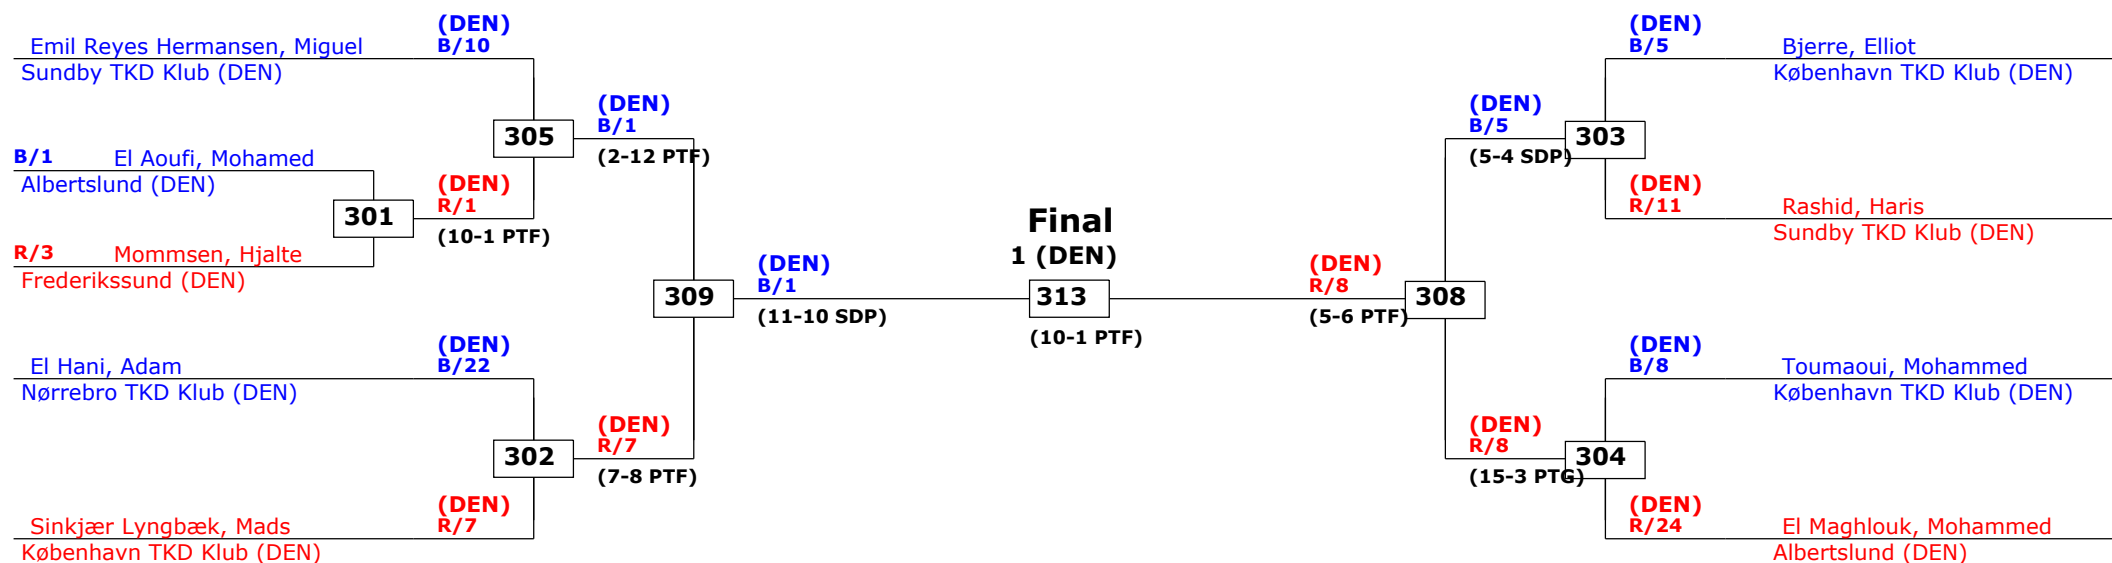 (DEN)
B/10
Emil Reyes Hermansen, Miguel
Sundby TKD Klub (DEN)
305
(DEN)
B/1
(2-12 PTF)
B/1 El Aoufi, Mohamed
Albertslund (DEN)
301
(DEN)
R/1
(10-1 PTF)
R/3 Mommsen, Hjalte
Frederikssund (DEN)
309
(DEN)
B/1
(11-10 SDP)
El Hani, Adam
(DEN)
B/22
Nørrebro TKD Klub (DEN)
302
(DEN)
R/7
(7-8 PTF)
Sinkjær Lyngbæk, Mads
(DEN)
R/7
København TKD Klub (DEN)
Final
1 (DEN)
313
(10-1 PTF)
(DEN)
R/8
(5-6 PTF)
308
(DEN)
B/5
(5-4 SDP)
303
(DEN)
B/5
Bjerre, Elliot
København TKD Klub (DEN)
(DEN)
R/11
Rashid, Haris
Sundby TKD Klub (DEN)
(DEN)
R/8
(15-3 PTG)
304
(DEN)
B/8
Toumaoui, Mohammed
København TKD Klub (DEN)
(DEN)
R/24
El Maghlouk, Mohammed
Albertslund (DEN)